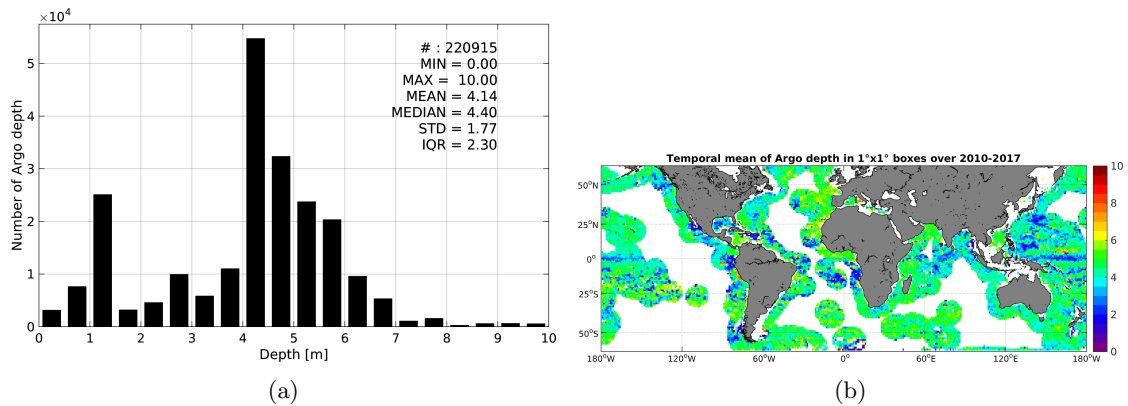 ×10⁴
5
4
3
2
1
0
Number of Argo depth
# : 220915
MIN = 0.00
MAX = 10.00
MEAN = 4.14
MEDIAN = 4.40
STD = 1.77
IQR = 2.30
0 1 2 3 4 5 6 7 8 9 10
Depth [m]
(a)
Temporal mean of Argo depth in 1°x1° boxes over 2010-2017
50°N
25°N
0°
25°S
50°S
180°W 120°W 60°W 0° 60°E 120°E 180°W
10
8
6
4
2
0
(b)